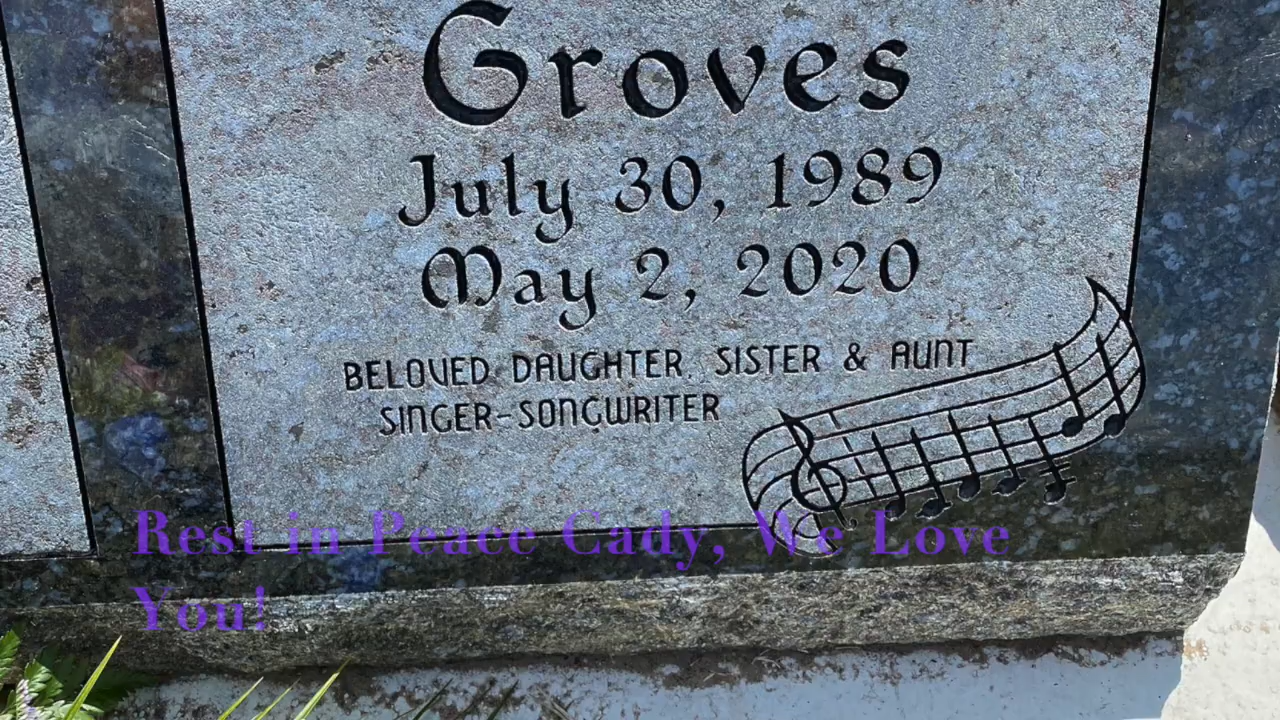 Groves
July 30, 1989
May 2, 2020
BELOVED DAUGHTER, SISTER & AUNT
SINGER-SONGWRITER
Rest in Peace Cady, We Love
You!